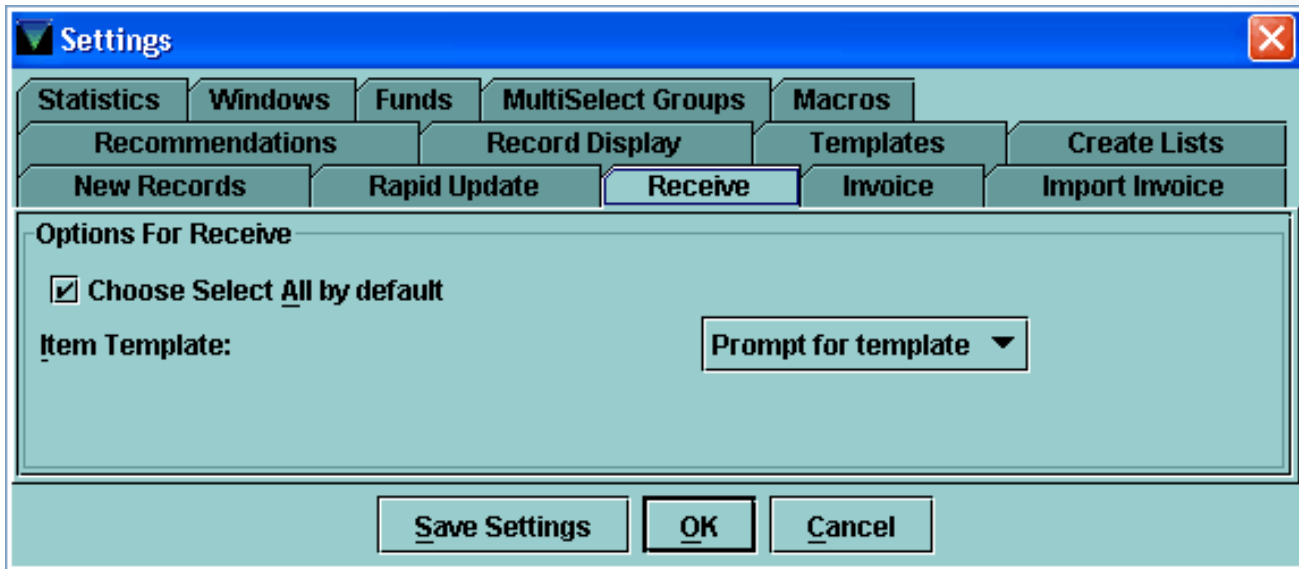 Settings
Statistics Windows Funds MultiSelect Groups Macros
Recommendations Record Display Templates Create Lists
New Records Rapid Update Receive Invoice Import Invoice
Options For Receive
Choose Select All by default
Item Template: Prompt for template
Save Settings OK Cancel